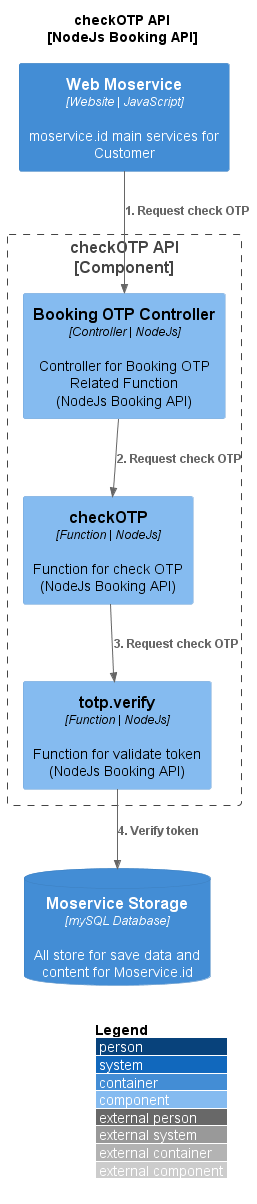 checkOTP API
[NodeJs Booking API]
Web Moservice
[Website | JavaScript]
moservice.id main services for
Customer
1. Request check OTP
checkOTP API
[Component]
Booking OTP Controller
[Controller | NodeJs]
Controller for Booking OTP
Related Function
(NodeJs Booking API)
2. Request check OTP
checkOTP
[Function | NodeJs]
Function for check OTP
(NodeJs Booking API)
3. Request check OTP
totp.verify
[Function | NodeJs]
Function for validate token
(NodeJs Booking API)
4. Verify token
Moservice Storage
[mySQL Database]
All store for save data and
content for Moservice.id
Legend
person
system
container
component
external person
external system
external container
external component